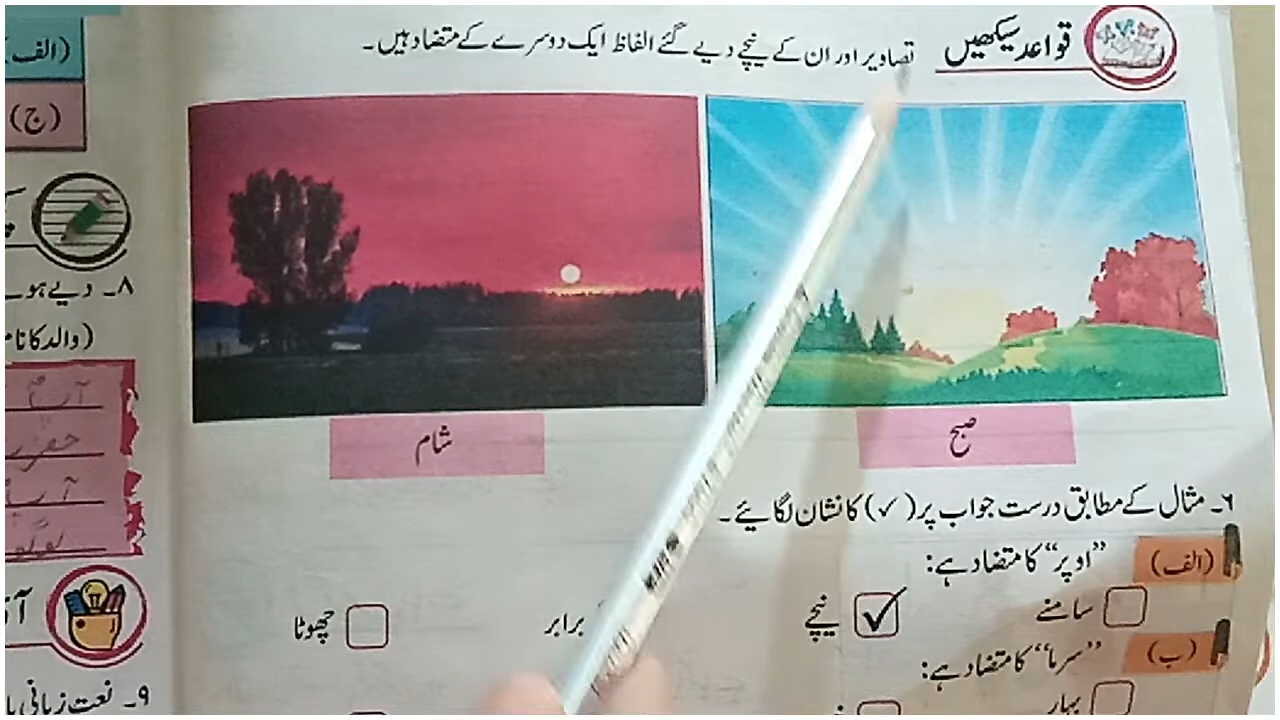 قواعد سیکھیں
تصاویر اور ان کے نیچے دیے گئے الفاظ ایک دوسرے کے متضاد ہیں۔
صبح
شام
۶۔ مثال کے مطابق درست جواب پر (✓) کا نشان لگائیے۔
(الف) ”اوپر“ کا متضاد ہے:
سامنے نیچے برابر چھوٹا
(ب) ”سرما“ کا متضاد ہے:
بہار
(الف)
(ج)
۸۔ دیے ہوئے
(والد کا نام
۹۔ نعت زبانی